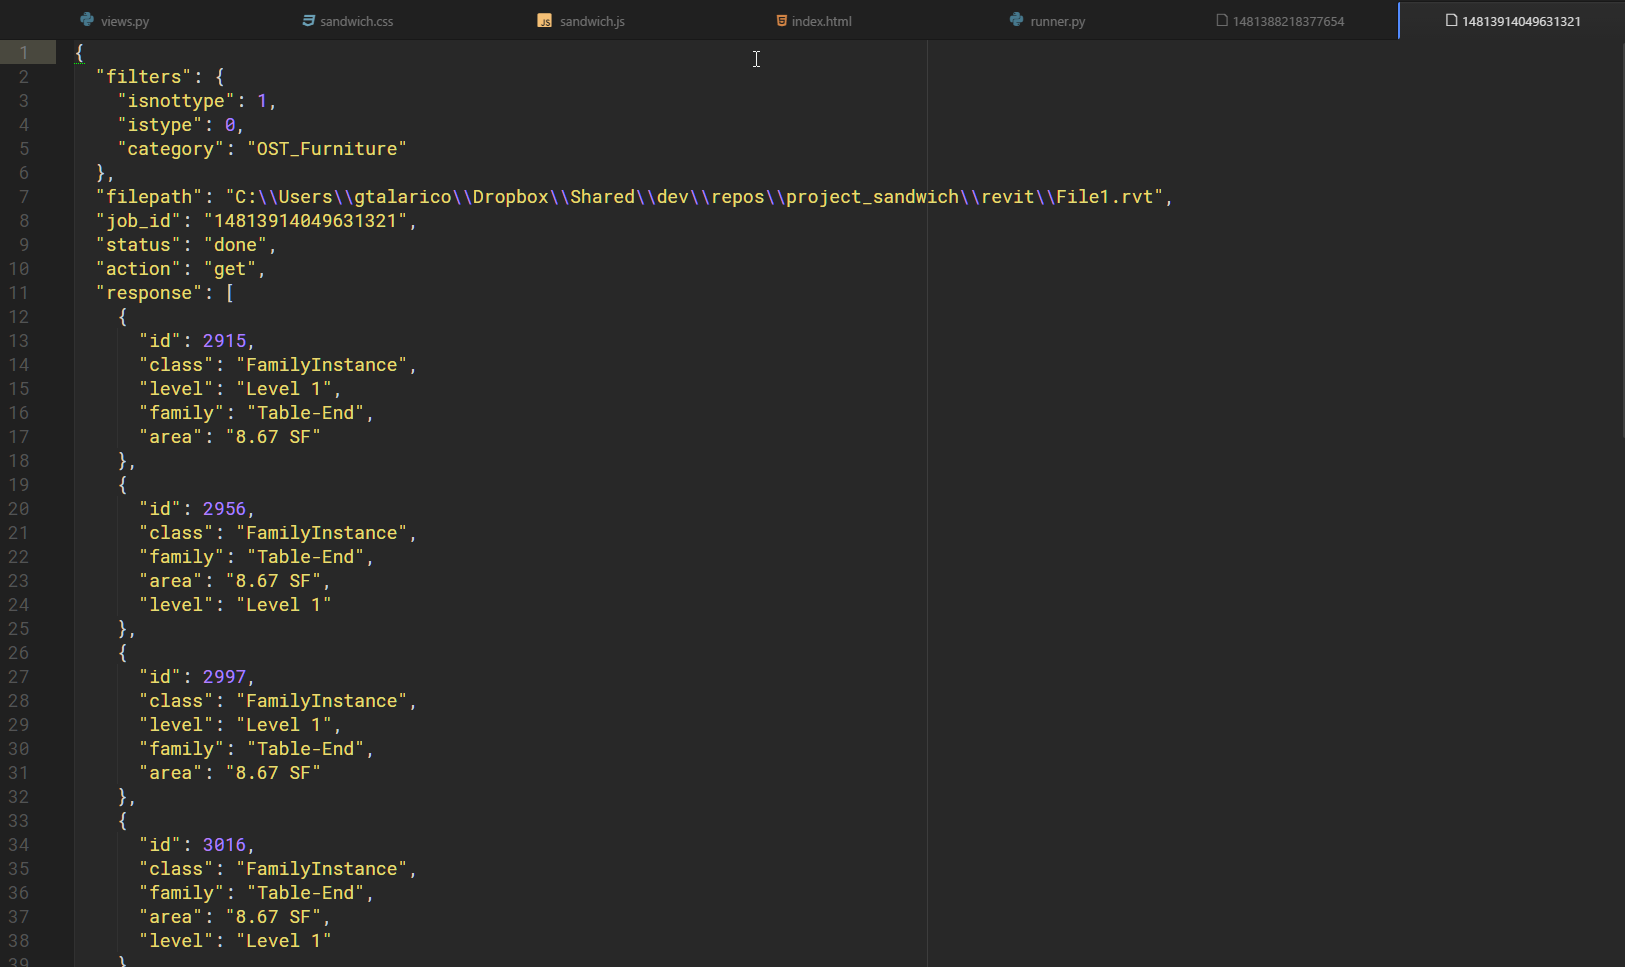 views.py sandwich.css sandwich.js index.html runner.py 1481388218377654 14813914049631321
1 {
2 "filters": {
3 "isnottype": 1,
4 "istype": 0,
5 "category": "OST_Furniture"
6 },
7 "filepath": "C:\\Users\\gtalarico\\Dropbox\\Shared\\dev\\repos\\project_sandwich\\revit\\File1.rvt",
8 "job_id": "14813914049631321",
9 "status": "done",
10 "action": "get",
11 "response": [
12 {
13 "id": 2915,
14 "class": "FamilyInstance",
15 "level": "Level 1",
16 "family": "Table-End",
17 "area": "8.67 SF"
18 },
19 {
20 "id": 2956,
21 "class": "FamilyInstance",
22 "family": "Table-End",
23 "area": "8.67 SF",
24 "level": "Level 1"
25 },
26 {
27 "id": 2997,
28 "class": "FamilyInstance",
29 "level": "Level 1",
30 "family": "Table-End",
31 "area": "8.67 SF"
32 },
33 {
34 "id": 3016,
35 "class": "FamilyInstance",
36 "family": "Table-End",
37 "area": "8.67 SF",
38 "level": "Level 1"
39 }